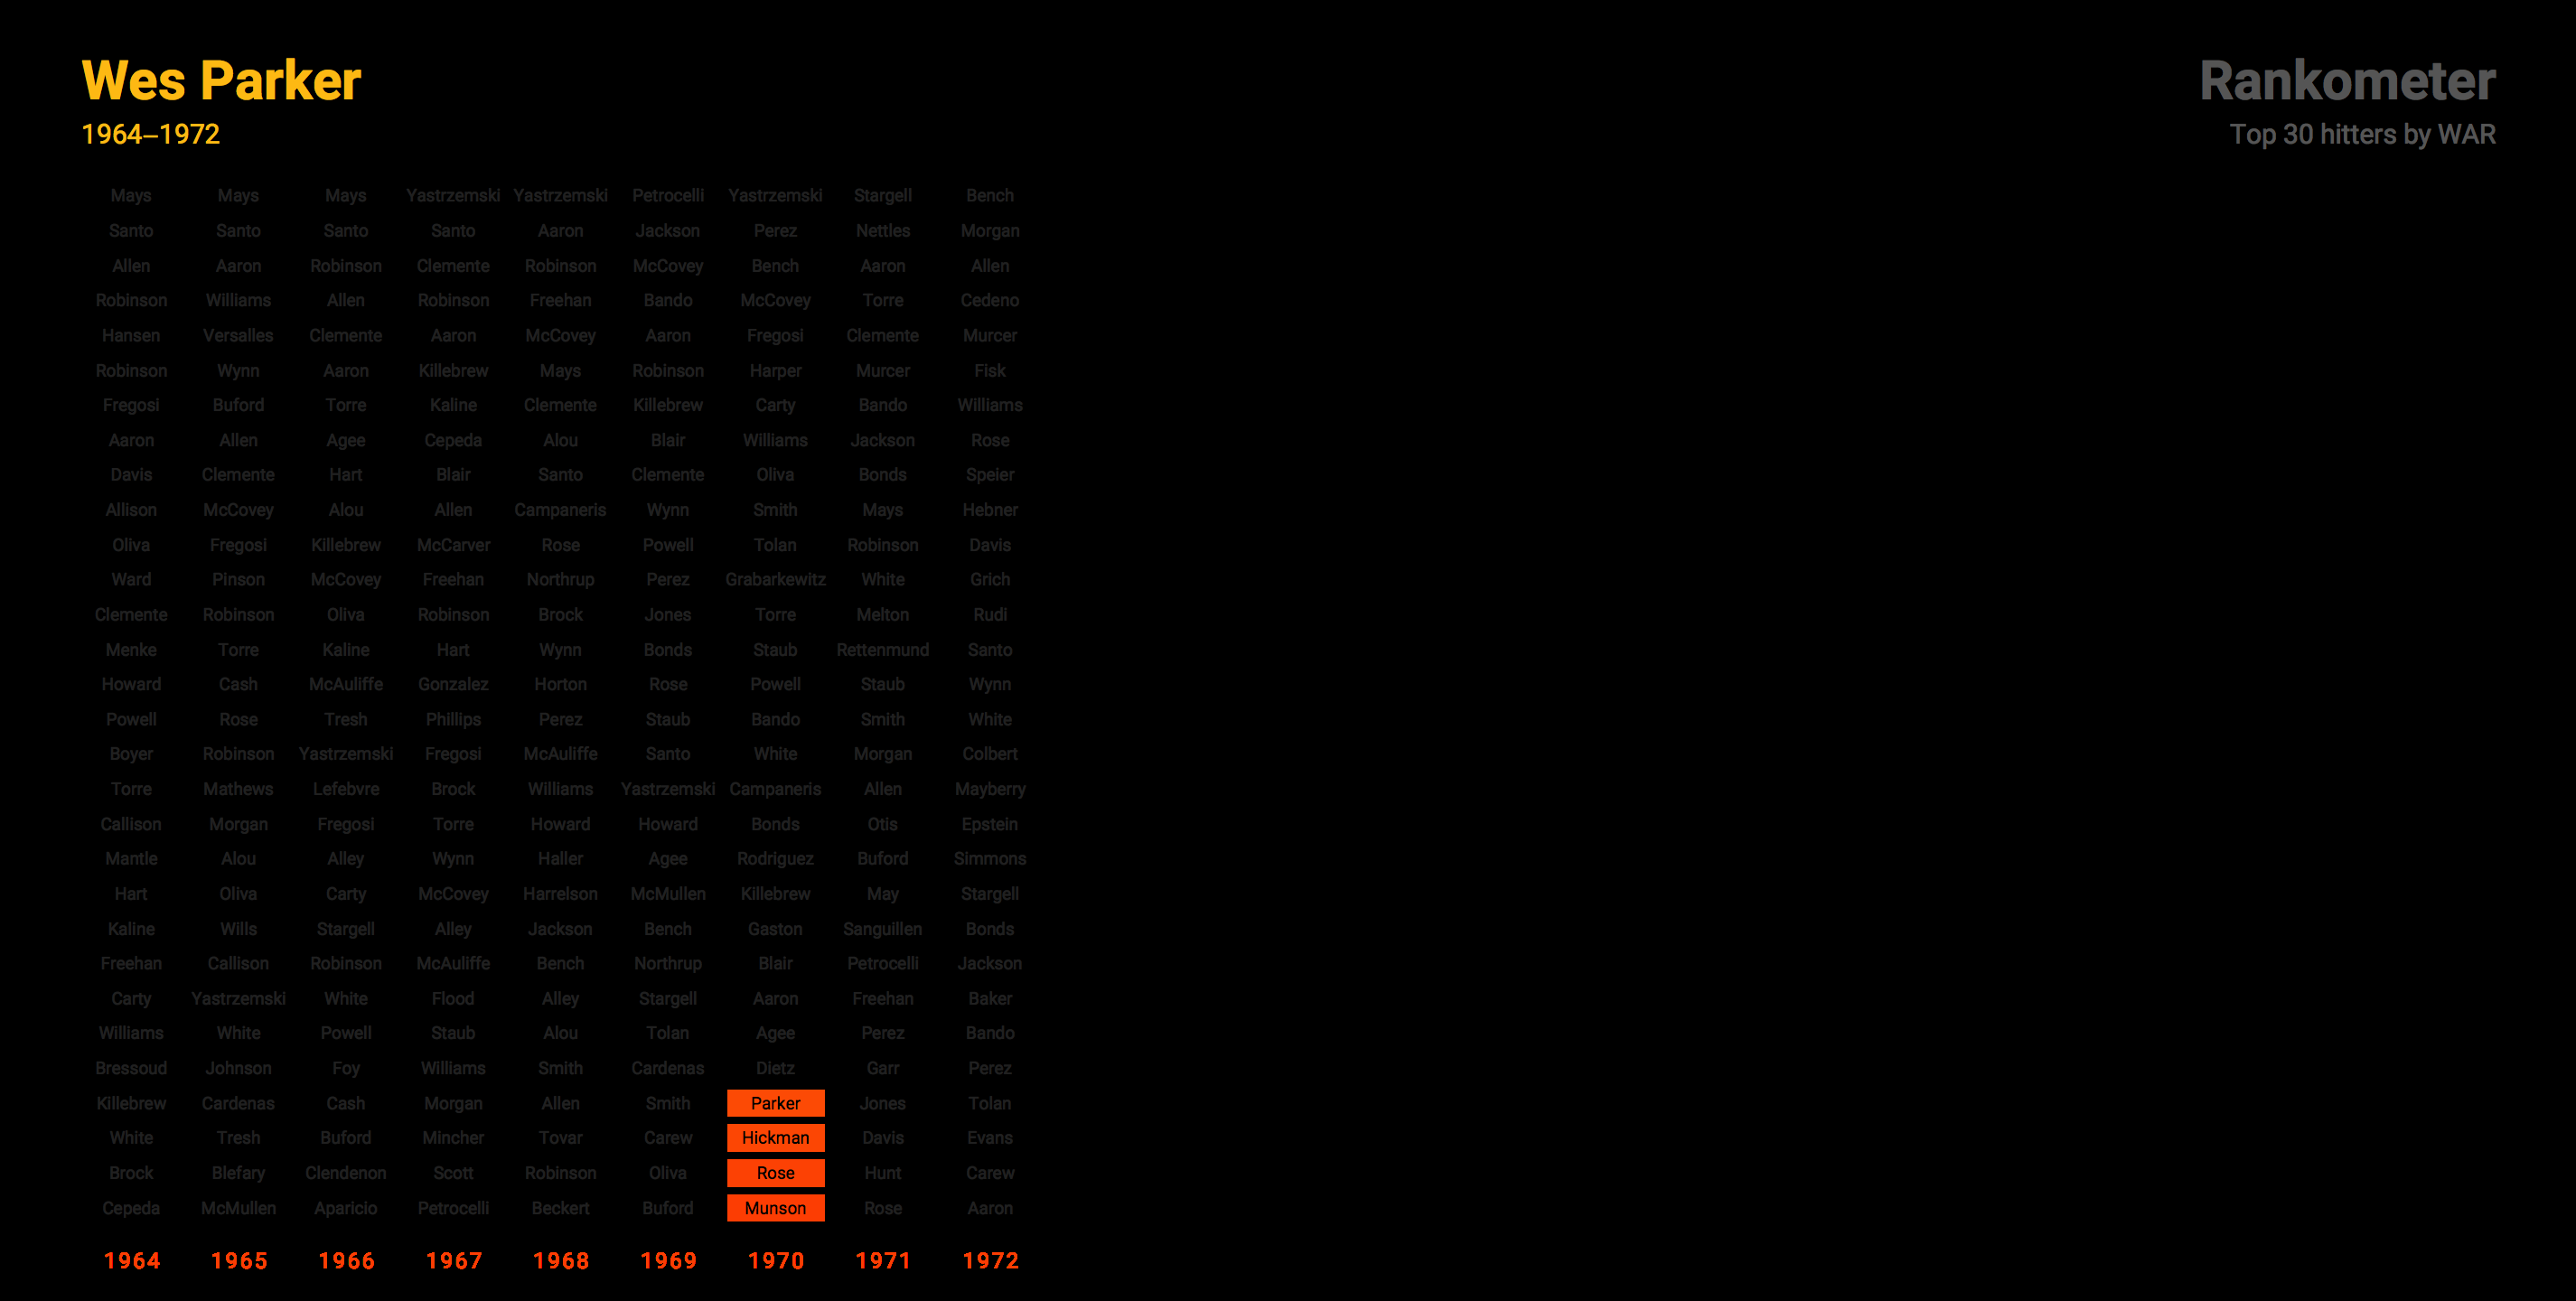 Wes Parker
1964–1972
Rankometer
Top 30 hitters by WAR
Mays Mays Mays Yastrzemski Yastrzemski Petrocelli Yastrzemski Stargell Bench
Santo Santo Santo Santo Aaron Jackson Perez Nettles Morgan
Allen Aaron Robinson Clemente Robinson McCovey Bench Aaron Allen
Robinson Williams Allen Robinson Freehan Bando McCovey Torre Cedeno
Hansen Versalles Clemente Aaron McCovey Aaron Fregosi Clemente Murcer
Robinson Wynn Aaron Killebrew Mays Robinson Harper Murcer Fisk
Fregosi Buford Torre Kaline Clemente Killebrew Carty Bando Williams
Aaron Allen Agee Cepeda Alou Blair Williams Jackson Rose
Davis Clemente Hart Blair Santo Clemente Oliva Bonds Speier
Allison McCovey Alou Allen Campaneris Wynn Smith Mays Hebner
Oliva Fregosi Killebrew McCarver Rose Powell Tolan Robinson Davis
Ward Pinson McCovey Freehan Northrup Perez Grabarkewitz White Grich
Clemente Robinson Oliva Robinson Brock Jones Torre Melton Rudi
Menke Torre Kaline Hart Wynn Bonds Staub Rettenmund Santo
Howard Cash McAuliffe Gonzalez Horton Rose Powell Staub Wynn
Powell Rose Tresh Phillips Perez Staub Bando Smith White
Boyer Robinson Yastrzemski Fregosi McAuliffe Santo White Morgan Colbert
Torre Mathews Lefebvre Brock Williams Yastrzemski Campaneris Allen Mayberry
Callison Morgan Fregosi Torre Howard Howard Bonds Otis Epstein
Mantle Alou Alley Wynn Haller Agee Rodriguez Buford Simmons
Hart Oliva Carty McCovey Harrelson McMullen Killebrew May Stargell
Kaline Wills Stargell Alley Jackson Bench Gaston Sanguillen Bonds
Freehan Callison Robinson McAuliffe Bench Northrup Blair Petrocelli Jackson
Carty Yastrzemski White Flood Alley Stargell Aaron Freehan Baker
Williams White Powell Staub Alou Tolan Agee Perez Bando
Bressoud Johnson Foy Williams Smith Cardenas Dietz Garr Perez
Killebrew Cardenas Cash Morgan Allen Smith Parker Jones Tolan
White Tresh Buford Mincher Tovar Carew Hickman Davis Evans
Brock Blefary Clendenon Scott Robinson Oliva Rose Hunt Carew
Cepeda McMullen Aparicio Petrocelli Beckert Buford Munson Rose Aaron
1964 1965 1966 1967 1968 1969 1970 1971 1972